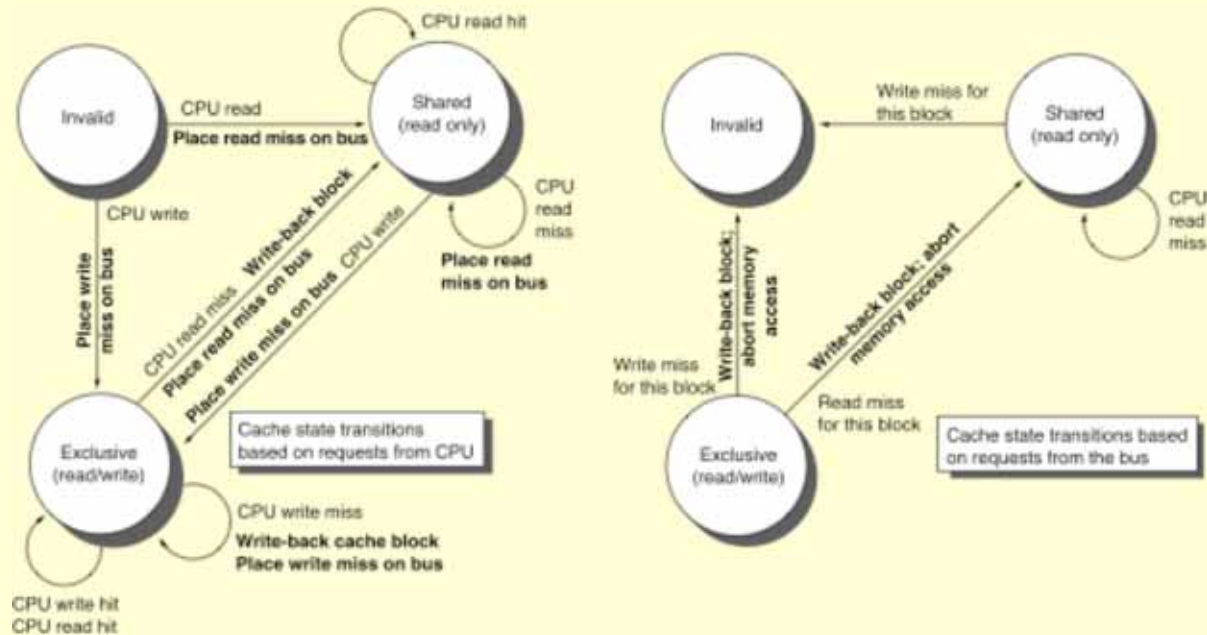 CPU read hit
Invalid
CPU read
Place read miss on bus
Shared
(read only)
CPU write
Place write
miss on bus
CPU read miss
Write-back block
Place read miss on bus
Place write miss on bus
CPU write
CPU
read
miss
Place read
miss on bus
Exclusive
(read/write)
Cache state transitions
based on requests from CPU
CPU write miss
Write-back cache block
Place write miss on bus
CPU write hit
CPU read hit
Invalid
Write miss for
this block
Shared
(read only)
CPU
read
miss
Write-back block;
abort memory
access
Write-back block; abort
memory access
Write miss
for this block
Read miss
for this block
Exclusive
(read/write)
Cache state transitions based
on requests from the bus